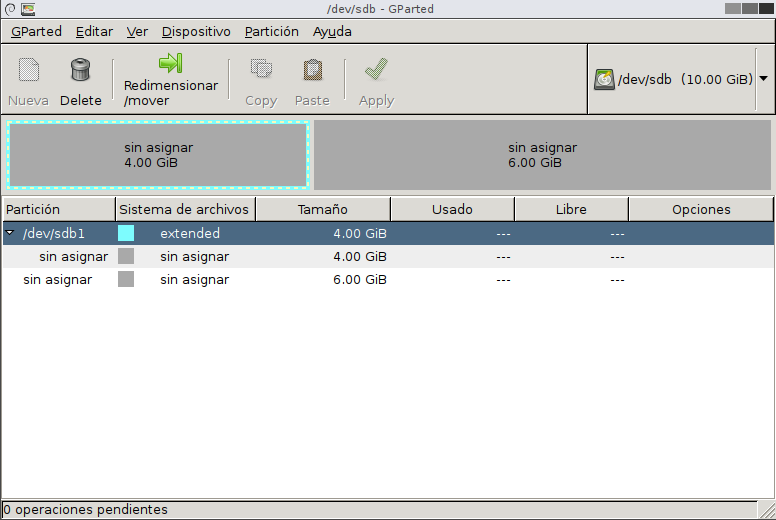 /dev/sdb - GParted
GParted Editar Ver Dispositivo Partición Ayuda
Nueva Delete Redimensionar
/mover Copy Paste Apply /dev/sdb (10.00 GiB)
sin asignar
4.00 GiB
sin asignar
6.00 GiB
Partición Sistema de archivos Tamaño Usado Libre Opciones
/dev/sdb1 extended 4.00 GiB --- ---
sin asignar sin asignar 4.00 GiB --- ---
sin asignar sin asignar 6.00 GiB --- ---
0 operaciones pendientes